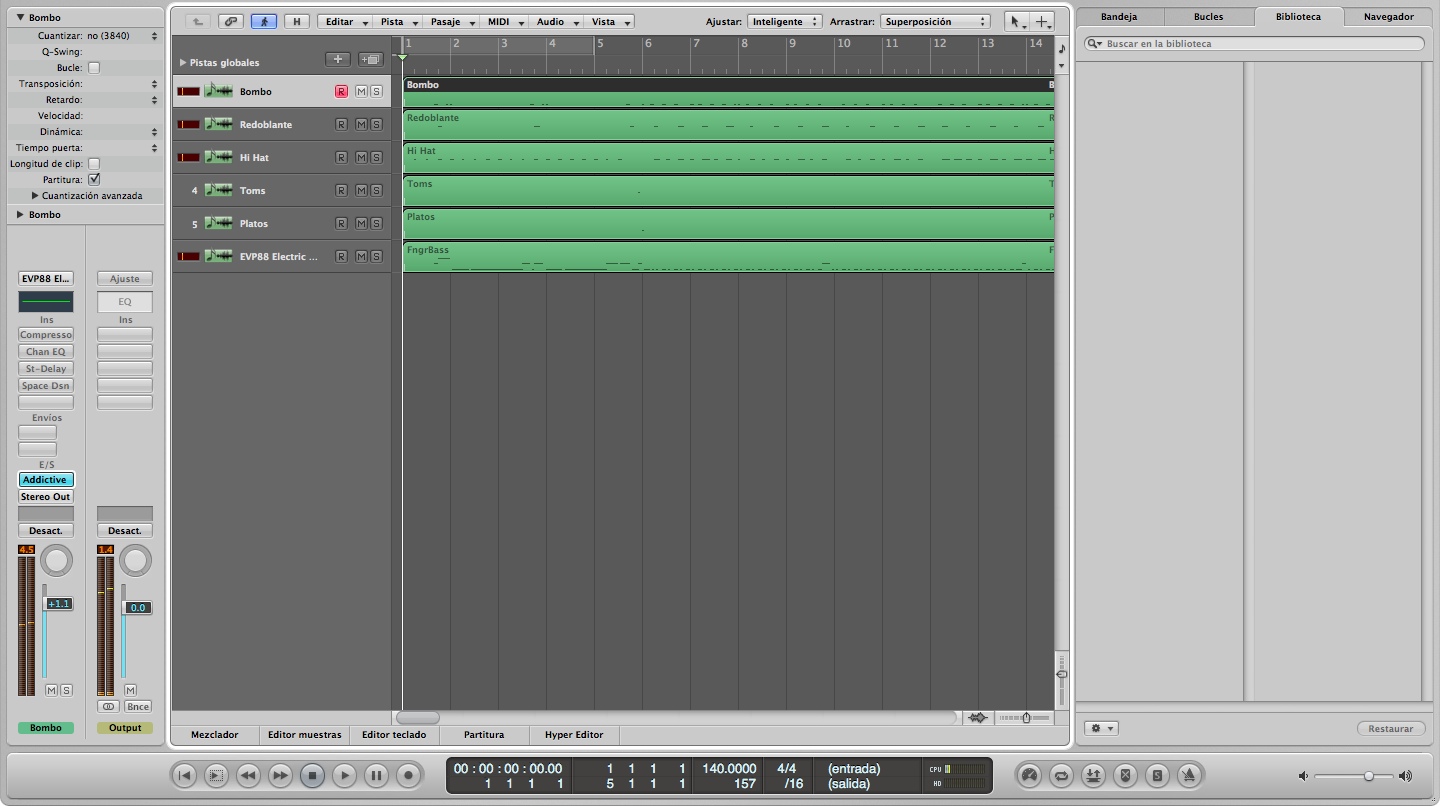 Bombo
Cuantizar: no (3840)
Q-Swing:
Bucle:
Transposición:
Retardo:
Velocidad:
Dinámica:
Tiempo puerta:
Longitud de clip:
Partitura:
Cuantización avanzada
Bombo
EVP88 El...
Ajuste
EQ
Ins
Ins
Compresso
Chan EQ
St-Delay
Space Dsn
Envíos
E/S
Addictive
Stereo Out
Desact.
Desact.
4.5
1.4
+1.1
0.0
M S
M
Bnce
Bombo
Output
H
Editar
Pista
Pasaje
MIDI
Audio
Vista
Ajustar: Inteligente
Arrastrar: Superposición
1 2 3 4 5 6 7 8 9 10 11 12 13 14
Pistas globales
Bombo R M S
Redoblante R M S
Hi Hat R M S
4 Toms R M S
5 Platos R M S
EVP88 Electric ... R M S
Bombo B
Redoblante R
Hi Hat H
Toms T
Platos P
FngrBass F
Mezclador
Editor muestras
Editor teclado
Partitura
Hyper Editor
Bandeja
Bucles
Biblioteca
Navegador
Buscar en la biblioteca
Restaurar
00 : 00 : 00 : 00.00 1 1 1 1 140.0000 4/4 (entrada) CPU
1 1 1 1 5 1 1 1 157 /16 (salida) HD
S